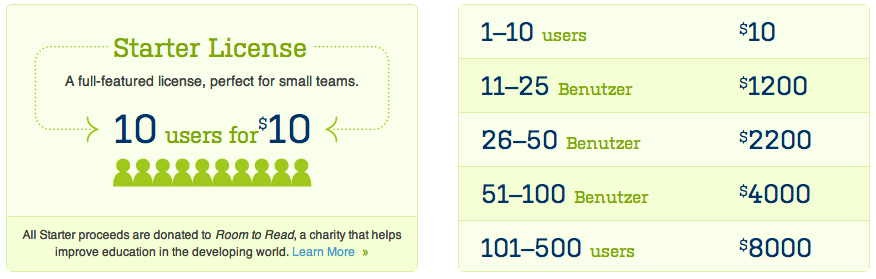 Starter License
A full-featured license, perfect for small teams.
10 users for $10
All Starter proceeds are donated to Room to Read, a charity that helps
improve education in the developing world. Learn More »
1–10 users $10
11–25 Benutzer $1200
26–50 Benutzer $2200
51–100 Benutzer $4000
101–500 users $8000